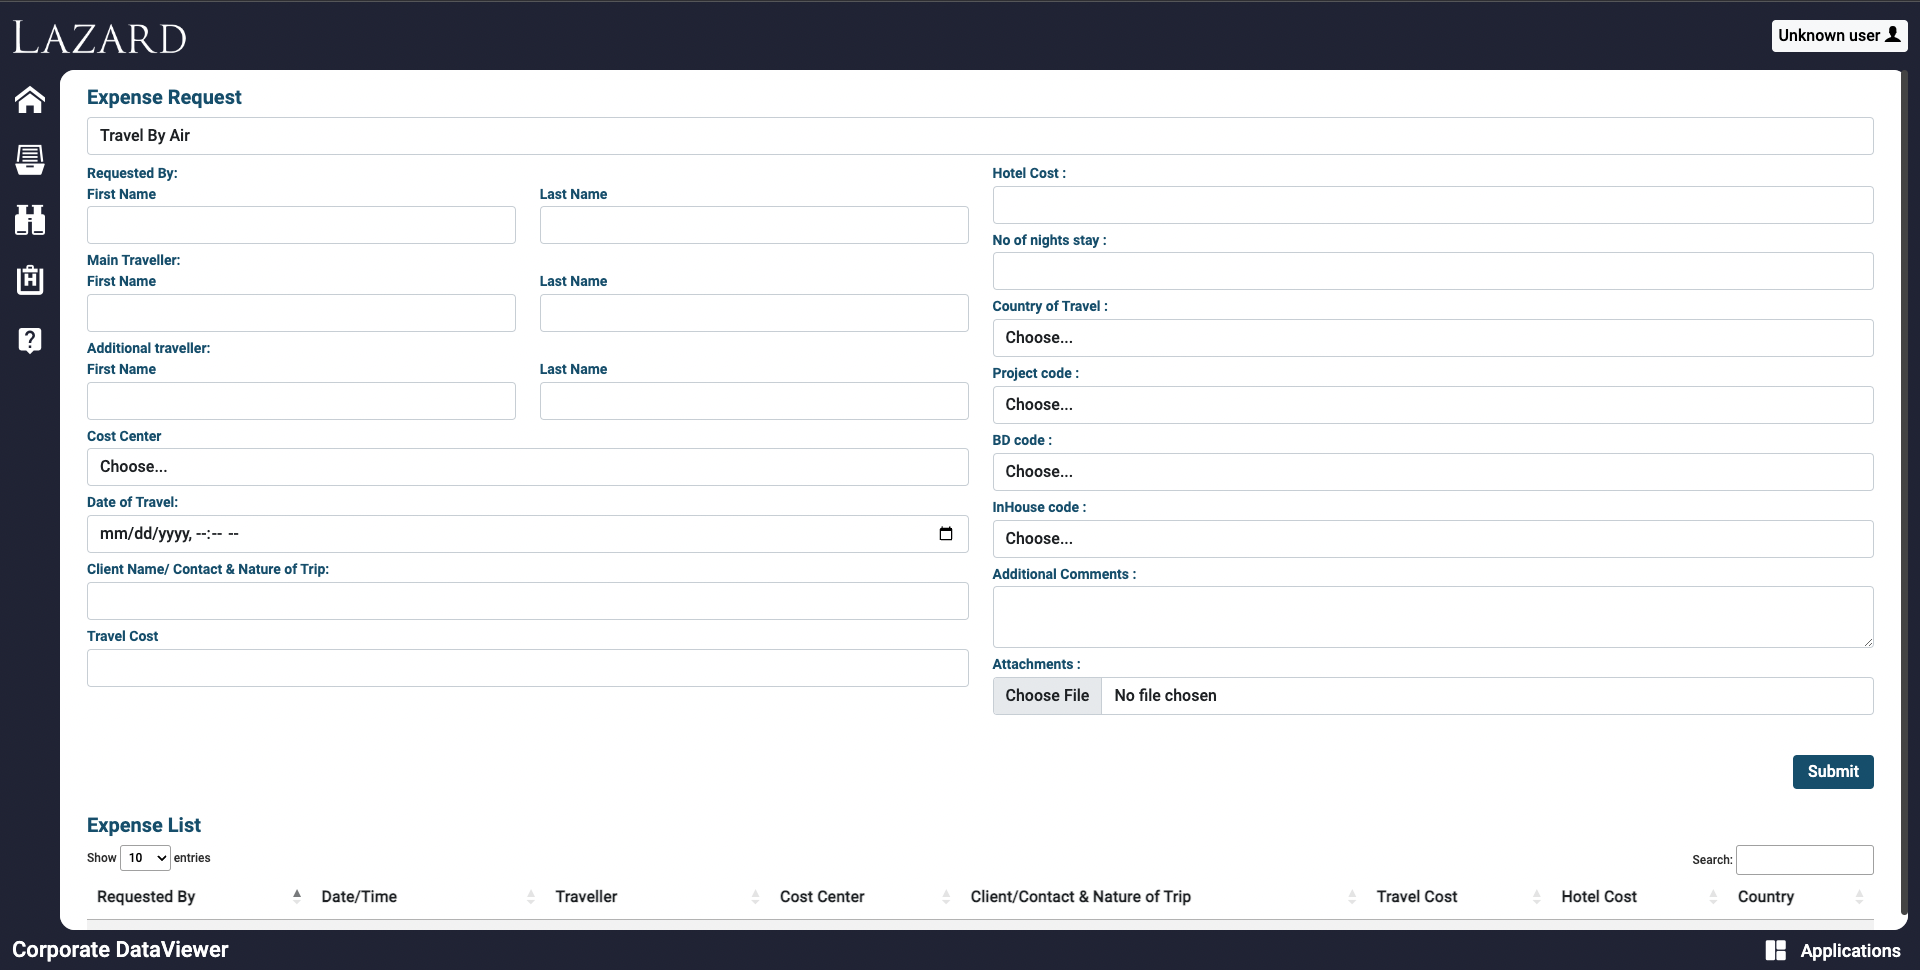 LAZARD
Unknown user
Expense Request
Travel By Air
Requested By:
First Name
Last Name
Main Traveller:
First Name
Last Name
Additional traveller:
First Name
Last Name
Cost Center
Choose...
Date of Travel:
mm/dd/yyyy, --:-- --
Client Name/ Contact & Nature of Trip:
Travel Cost
Hotel Cost :
No of nights stay :
Country of Travel :
Choose...
Project code :
Choose...
BD code :
Choose...
InHouse code :
Choose...
Additional Comments :
Attachments :
Choose File No file chosen
Submit
Expense List
Show 10 entries
Search:
Requested By Date/Time Traveller Cost Center Client/Contact & Nature of Trip Travel Cost Hotel Cost Country
Corporate DataViewer
Applications